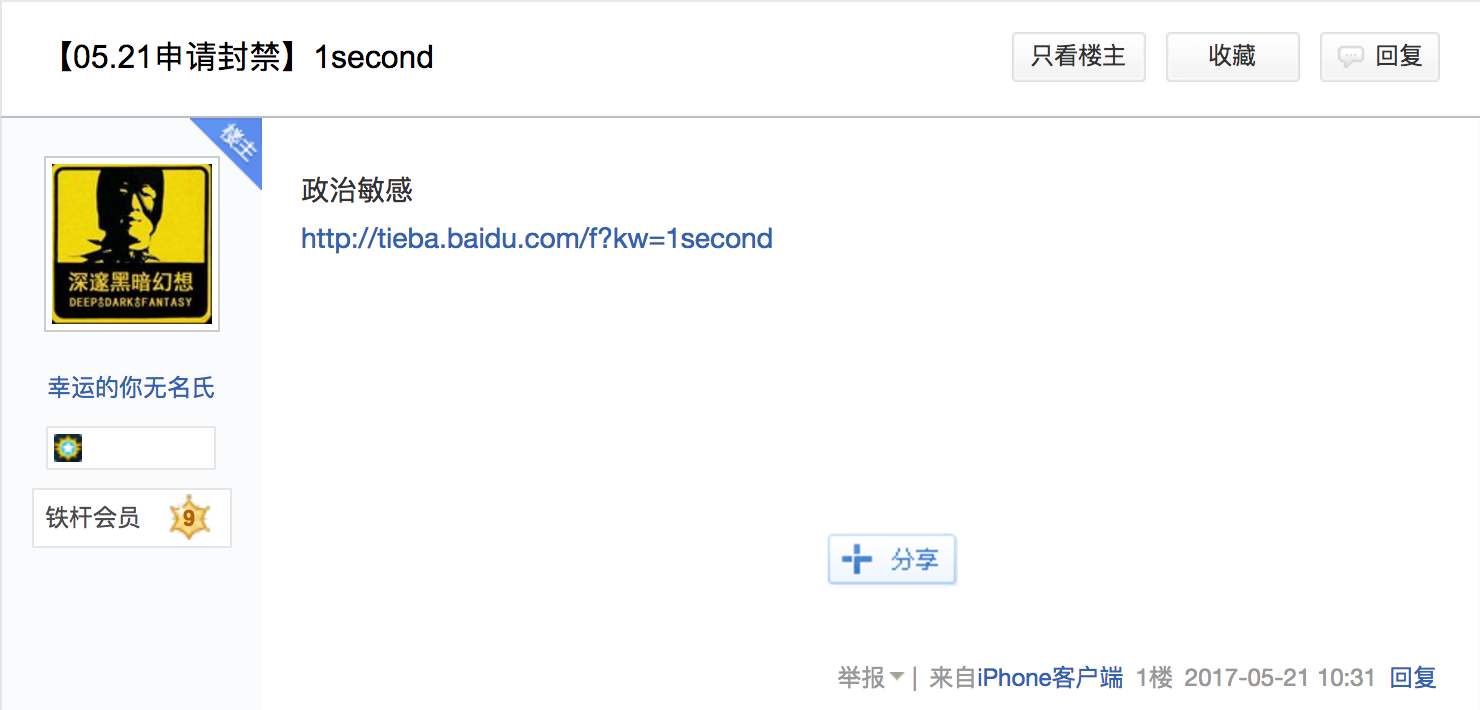 【05.21申请封禁】1second
只看楼主
收藏
回复
楼主
政治敏感
http://tieba.baidu.com/f?kw=1second
深邃黑暗幻想
DEEP♂DARK♂FANTASY
幸运的你无名氏
铁杆会员 9
分享
举报 | 来自iPhone客户端 1楼 2017-05-21 10:31 回复